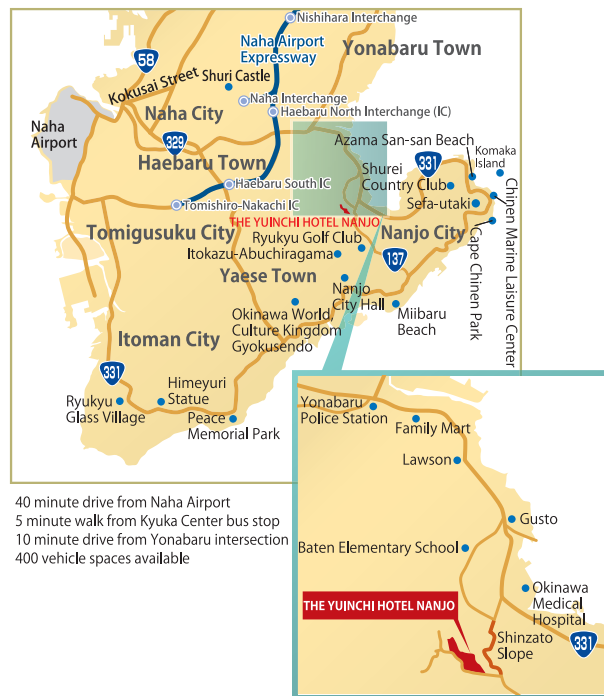 Nishihara Interchange
Naha Airport
Expressway
Yonabaru Town
58
Kokusai Street
Shuri Castle
Naha City
Naha Interchange
Haebaru North Interchange (IC)
Naha
Airport
329
Haebaru Town
Azama San-san Beach
Komaka
Island
331
Shurei
Country Club
Sefa-utaki
Haebaru South IC
Tomishiro-Nakachi IC
THE YUINCHI HOTEL NANJO
Tomigusuku City
Ryukyu Golf Club
Nanjo City
Itokazu-Abuchiragama
137
Cape Chinen Park
Chinen Marine Laisure Center
Yaese Town
Nanjo
City Hall
Miibaru
Beach
Okinawa World,
Culture Kingdom
Gyokusendo
Itoman City
331
Himeyuri
Statue
Ryukyu
Glass Village
Peace
Memorial Park
40 minute drive from Naha Airport
5 minute walk from Kyuka Center bus stop
10 minute drive from Yonabaru intersection
400 vehicle spaces available
Yonabaru
Police Station
Family Mart
Lawson
Gusto
Baten Elementary School
Okinawa
Medical
Hospital
THE YUINCHI HOTEL NANJO
Shinzato
Slope
331